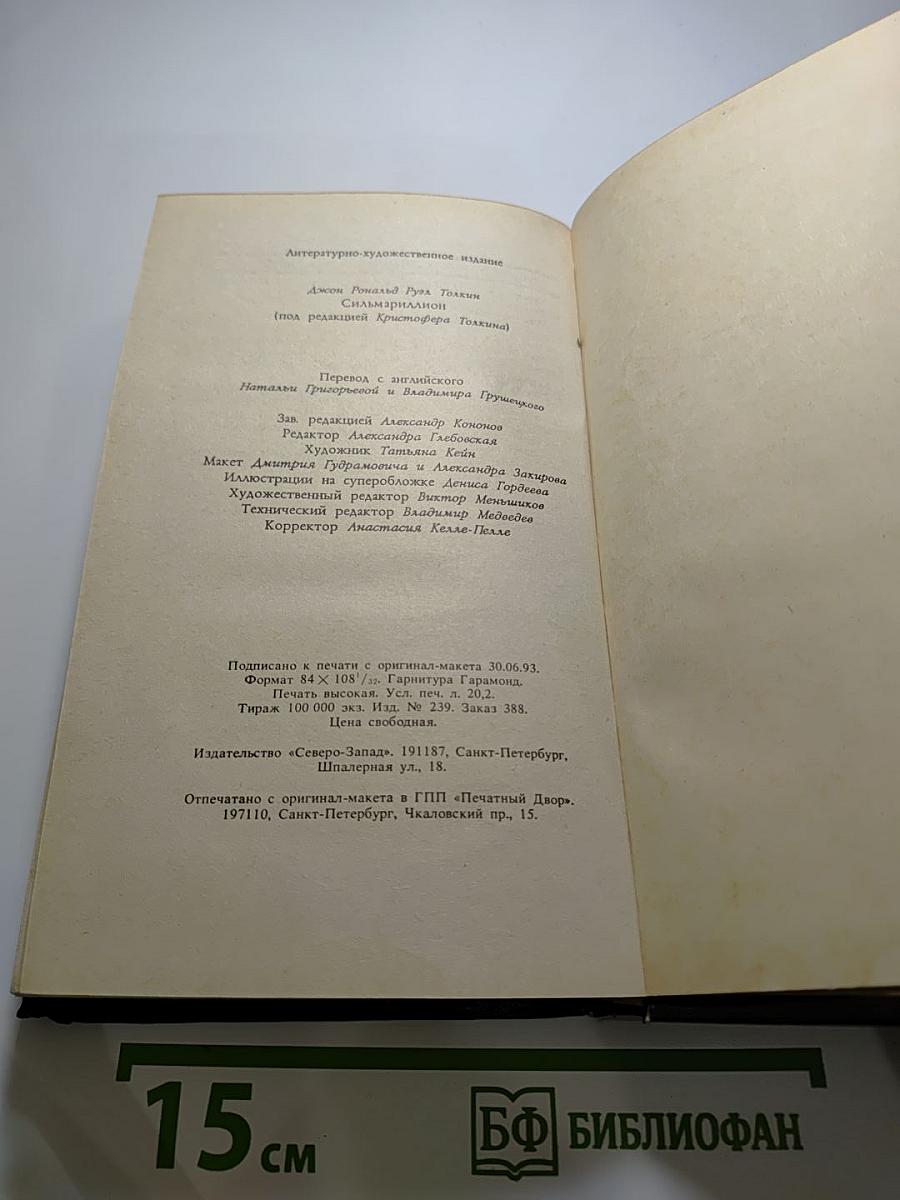 Литературно-художественное издание
Джон Рональд Руэл Толкин
Сильмариллион
(под редакцией Кристофера Толкина)
Перевод с английского
Натальи Григорьевой и Владимира Грушецкого
Зав. редакцией Александр Кононов
Редактор Александра Глебовская
Художник Татьяна Кейн
Макет Дмитрия Гудрамовича и Александра Закирова
Иллюстрации на суперобложке Дениса Гордеева
Художественный редактор Виктор Меньшиков
Технический редактор Владимир Медведев
Корректор Анастасия Келле-Пелле
Подписано к печати с оригинал-макета 30.06.93.
Формат 84 × 108¹/₃₂. Гарнитура Гарамонд.
Печать высокая. Усл. печ. л. 20,2.
Тираж 100 000 экз. Изд. № 239. Заказ 388.
Цена свободная.
Издательство «Северо-Запад». 191187, Санкт-Петербург,
Шпалерная ул., 18.
Отпечатано с оригинал-макета в ГПП «Печатный Двор».
197110, Санкт-Петербург, Чкаловский пр., 15.
15 см
БФ БИБЛИОФАН